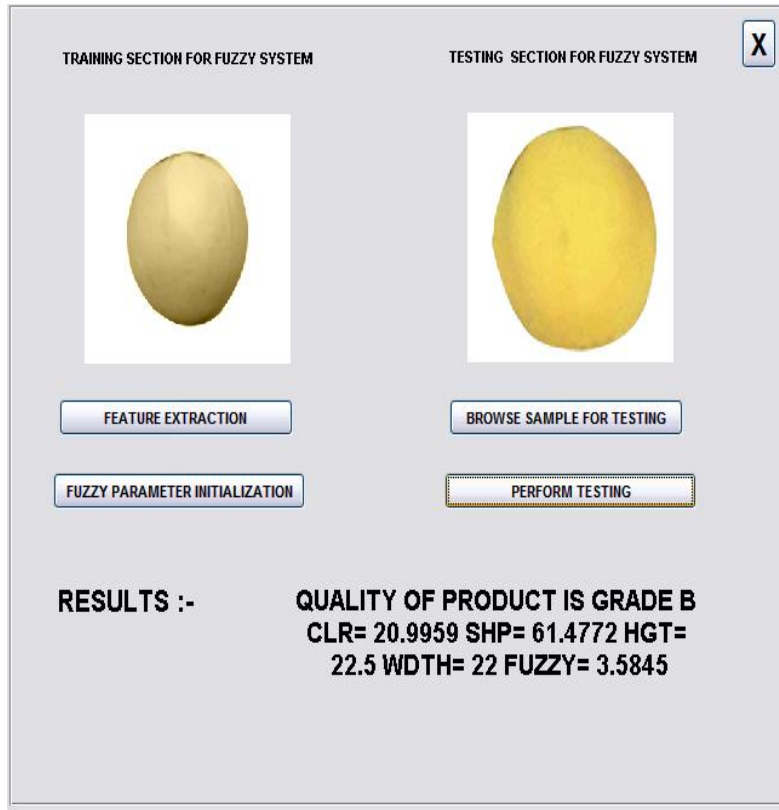 TRAINING SECTION FOR FUZZY SYSTEM
TESTING SECTION FOR FUZZY SYSTEM
X
FEATURE EXTRACTION
BROWSE SAMPLE FOR TESTING
FUZZY PARAMETER INITIALIZATION
PERFORM TESTING
RESULTS :-
QUALITY OF PRODUCT IS GRADE B
CLR= 20.9959 SHP= 61.4772 HGT=
22.5 WDTH= 22 FUZZY= 3.5845